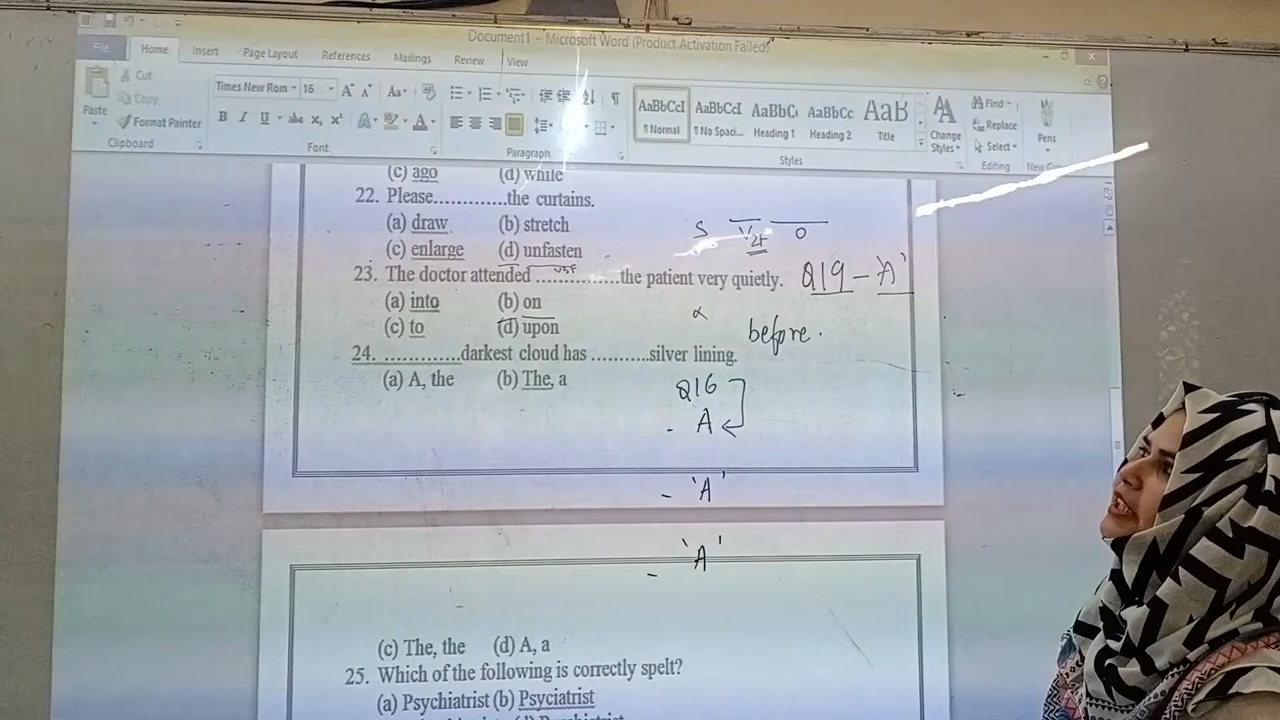 Document1 - Microsoft Word (Product Activation Failed)
File Home Insert Page Layout References Mailings Review View
Cut
Copy
Paste
Format Painter
Clipboard
Times New Rom 16
Font
Paragraph
AaBbCcI AaBbCcI AaBbC AaBbCc AaB
¶ Normal ¶ No Spaci... Heading 1 Heading 2 Title
Change Styles
Styles
Find
Replace
Select
Editing
Pens
(c) ago (d) while
22. Please.............the curtains.
(a) draw (b) stretch
(c) enlarge (d) unfasten
S V2f O
23. The doctor attended ...............the patient very quietly. Q19 - 'A'
(a) into (b) on
(c) to (d) upon
before.
24. .............darkest cloud has ..........silver lining.
(a) A, the (b) The, a
Q16
- A
- 'A'
- 'A'
(c) The, the (d) A, a
25. Which of the following is correctly spelt?
(a) Psychiatrist (b) Psyciatrist